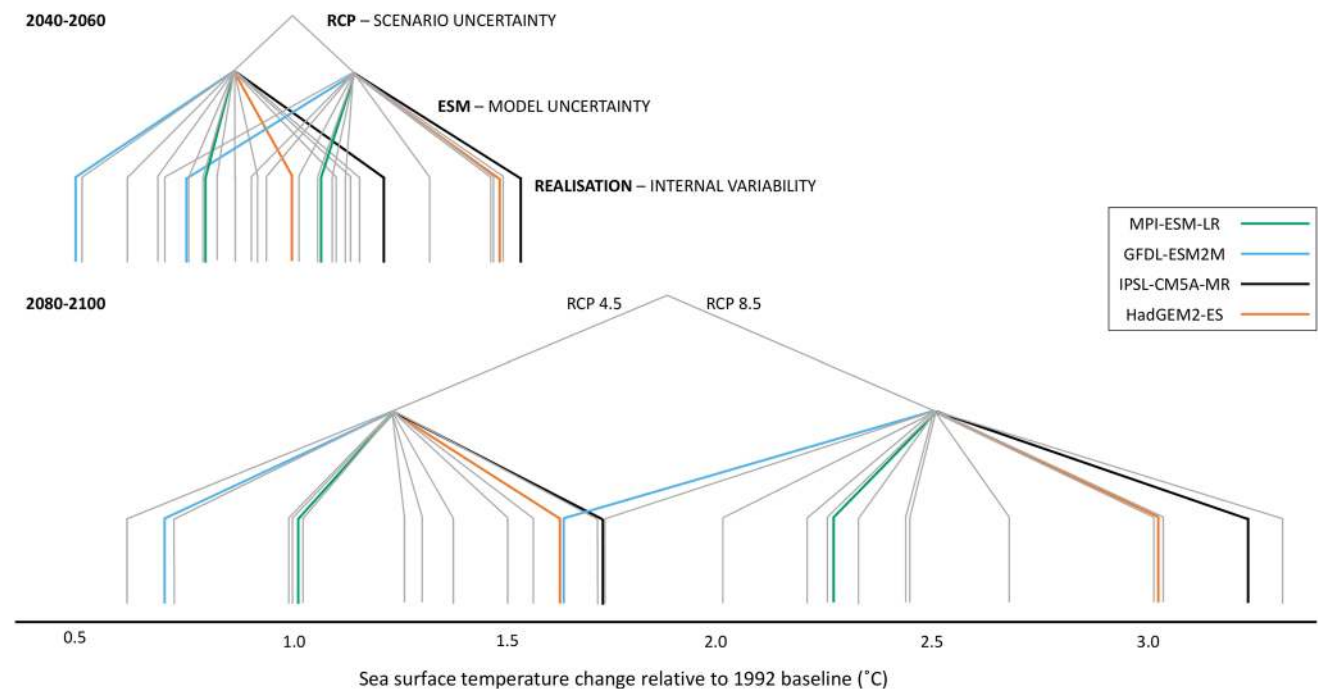 2040-2060
RCP – SCENARIO UNCERTAINTY
ESM – MODEL UNCERTAINTY
REALISATION – INTERNAL VARIABILITY
MPI-ESM-LR
GFDL-ESM2M
IPSL-CM5A-MR
HadGEM2-ES
2080-2100
RCP 4.5
RCP 8.5
0.5
1.0
1.5
2.0
2.5
3.0
Sea surface temperature change relative to 1992 baseline (˚C)